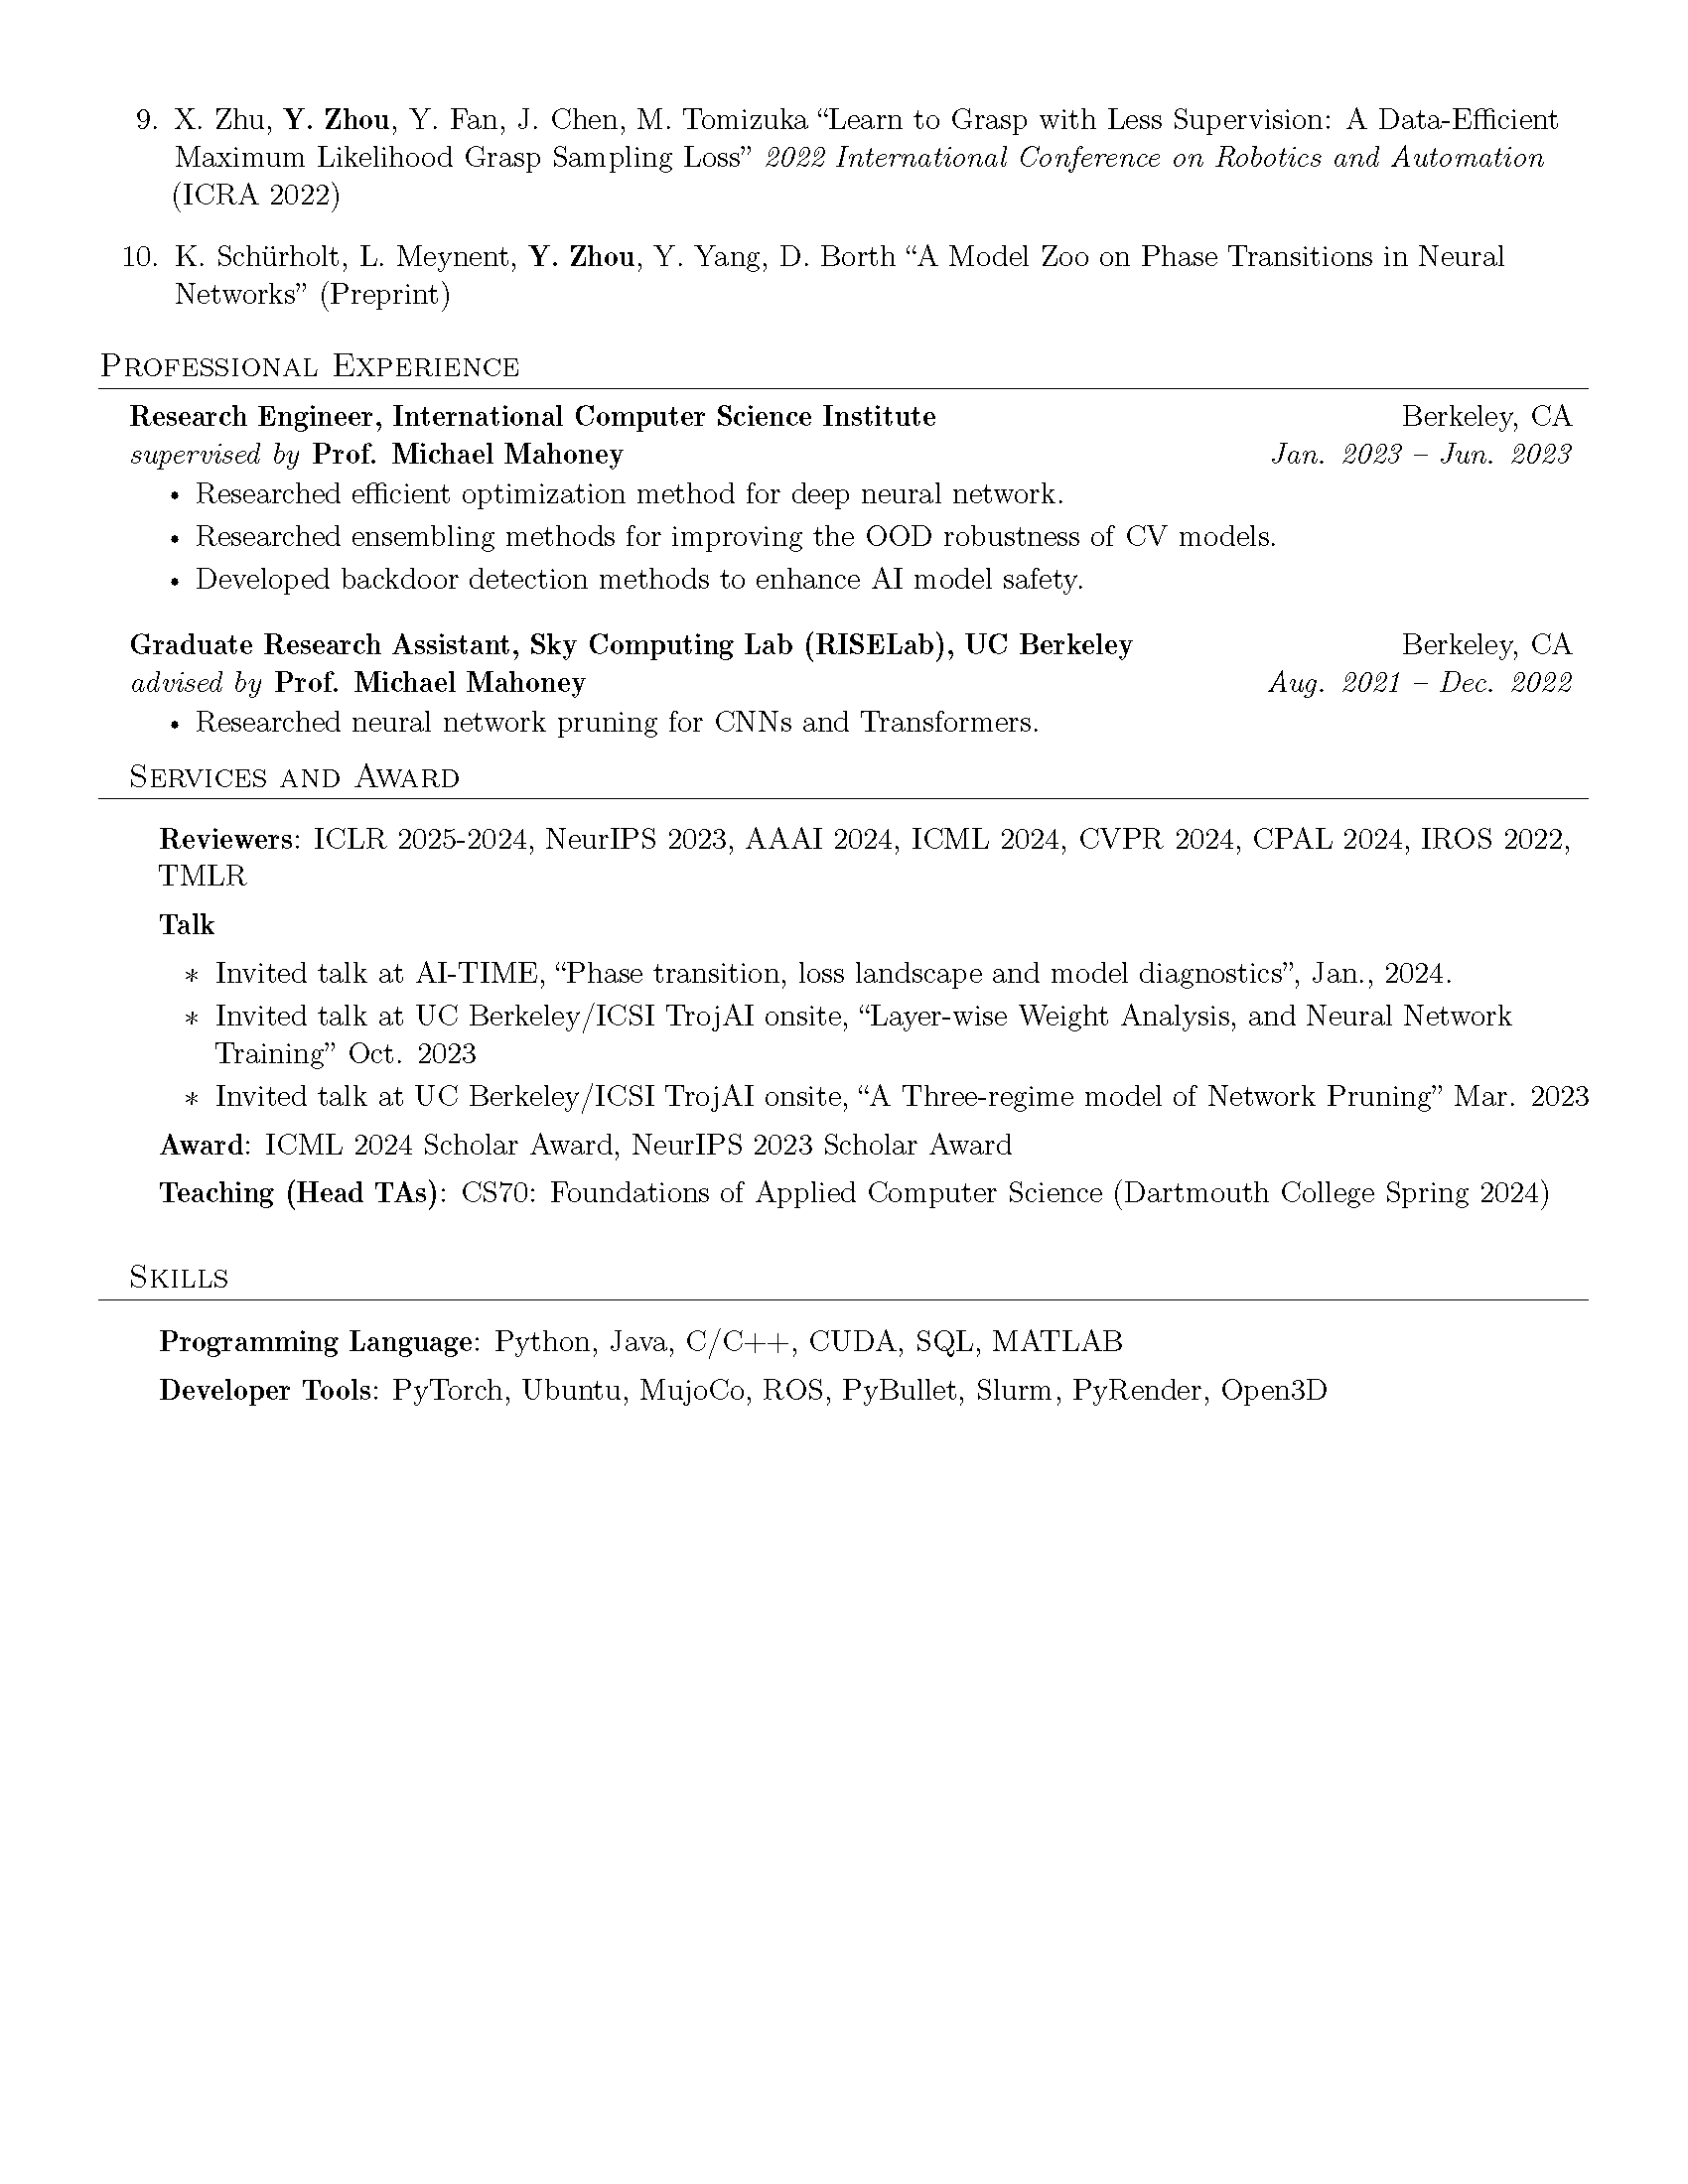 9. X. Zhu, Y. Zhou, Y. Fan, J. Chen, M. Tomizuka “Learn to Grasp with Less Supervision: A Data-Efficient
Maximum Likelihood Grasp Sampling Loss” 2022 International Conference on Robotics and Automation
(ICRA 2022)
10. K. Schürholt, L. Meynent, Y. Zhou, Y. Yang, D. Borth “A Model Zoo on Phase Transitions in Neural
Networks” (Preprint)
Professional Experience
Research Engineer, International Computer Science Institute Berkeley, CA
supervised by Prof. Michael Mahoney Jan. 2023 – Jun. 2023
• Researched efficient optimization method for deep neural network.
• Researched ensembling methods for improving the OOD robustness of CV models.
• Developed backdoor detection methods to enhance AI model safety.
Graduate Research Assistant, Sky Computing Lab (RISELab), UC Berkeley Berkeley, CA
advised by Prof. Michael Mahoney Aug. 2021 – Dec. 2022
• Researched neural network pruning for CNNs and Transformers.
Services and Award
Reviewers: ICLR 2025-2024, NeurIPS 2023, AAAI 2024, ICML 2024, CVPR 2024, CPAL 2024, IROS 2022,
TMLR
Talk
* Invited talk at AI-TIME, “Phase transition, loss landscape and model diagnostics”, Jan., 2024.
* Invited talk at UC Berkeley/ICSI TrojAI onsite, “Layer-wise Weight Analysis, and Neural Network
Training” Oct. 2023
* Invited talk at UC Berkeley/ICSI TrojAI onsite, “A Three-regime model of Network Pruning” Mar. 2023
Award: ICML 2024 Scholar Award, NeurIPS 2023 Scholar Award
Teaching (Head TAs): CS70: Foundations of Applied Computer Science (Dartmouth College Spring 2024)
Skills
Programming Language: Python, Java, C/C++, CUDA, SQL, MATLAB
Developer Tools: PyTorch, Ubuntu, MujoCo, ROS, PyBullet, Slurm, PyRender, Open3D